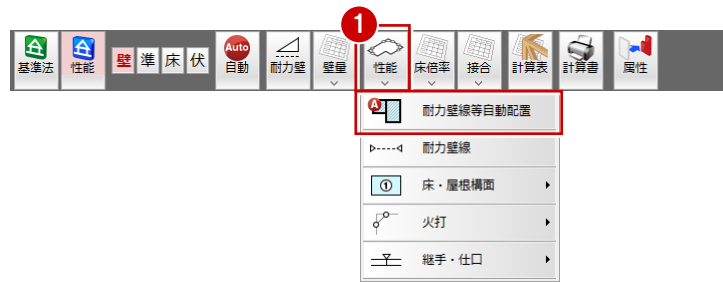 1
基準法 性能 壁 準 床 伏 Auto 自動 耐力壁 壁量 性能 床倍率 接合 計算表 計算書 属性
A 耐力壁線等自動配置
耐力壁線
① 床・屋根構面
火打
継手・仕口